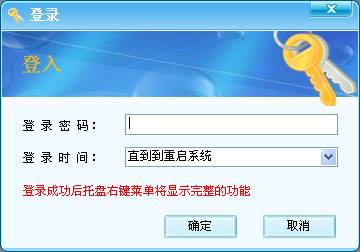 登录
登入
登 录 密 码：
登 录 时 间： 直到到重启系统
登录成功后托盘右键菜单将显示完整的功能
确定 取消